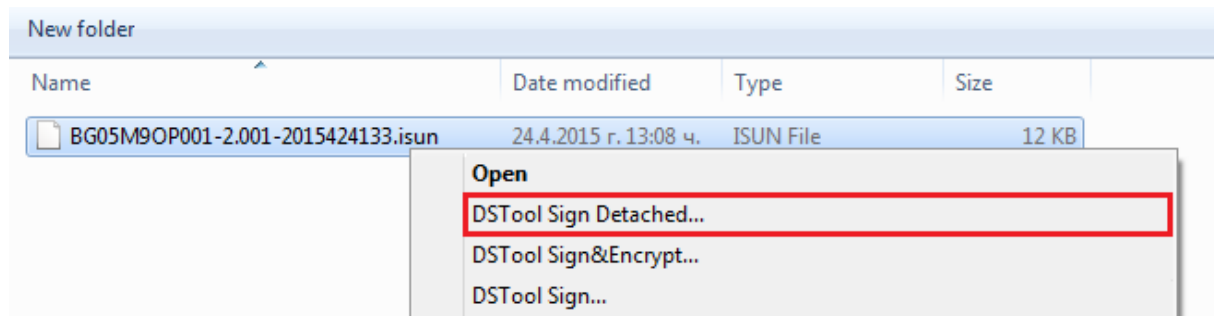 New folder
Name Date modified Type Size
BG05M9OP001-2.001-2015424133.isun 24.4.2015 г. 13:08 ч. ISUN File 12 KB
Open
DSTool Sign Detached...
DSTool Sign&Encrypt...
DSTool Sign...